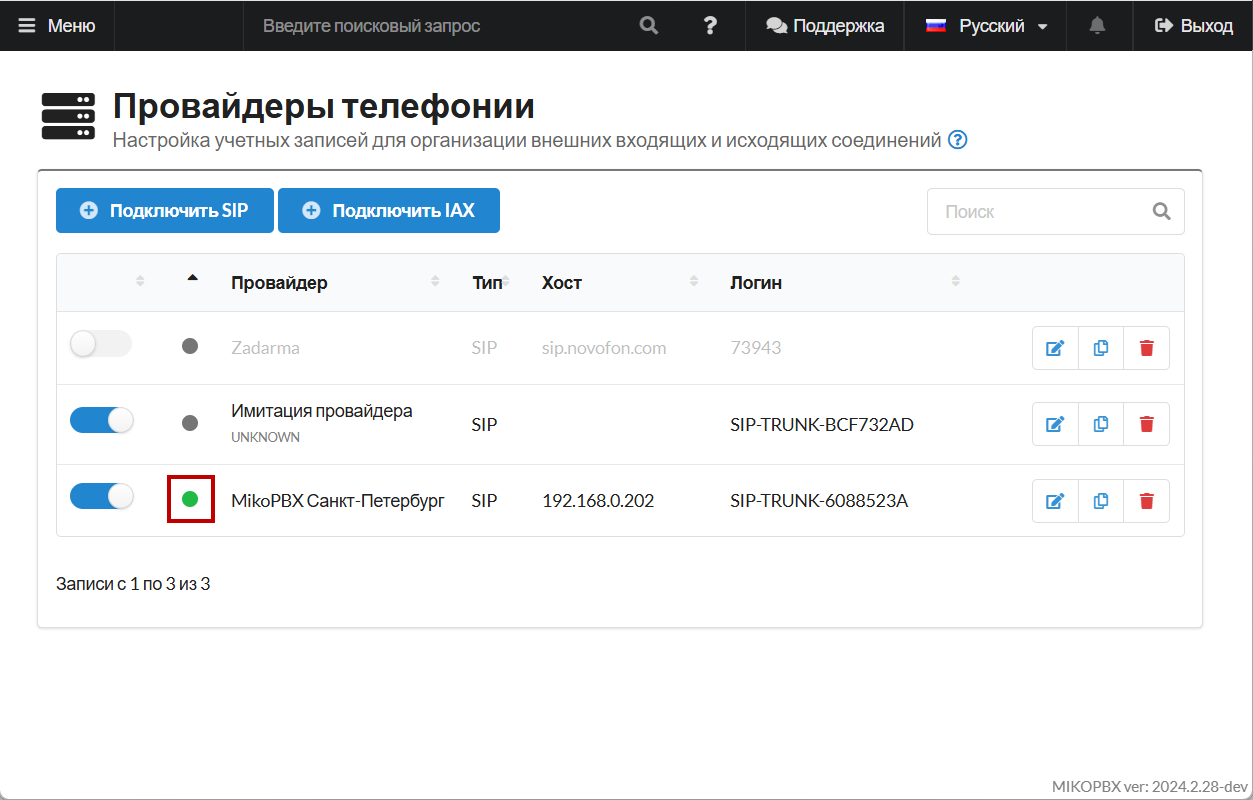 Меню Введите поисковый запрос ? Поддержка Русский Выход
Провайдеры телефонии
Настройка учетных записей для организации внешних входящих и исходящих соединений ?
Подключить SIP Подключить IAX Поиск
Провайдер Тип Хост Логин
Zadarma SIP sip.novofon.com 73943
Имитация провайдера
UNKNOWN
SIP SIP-TRUNK-BCF732AD
MikoPBX Санкт-Петербург SIP 192.168.0.202 SIP-TRUNK-6088523A
Записи с 1 по 3 из 3
MIKOPBX ver: 2024.2.28-dev